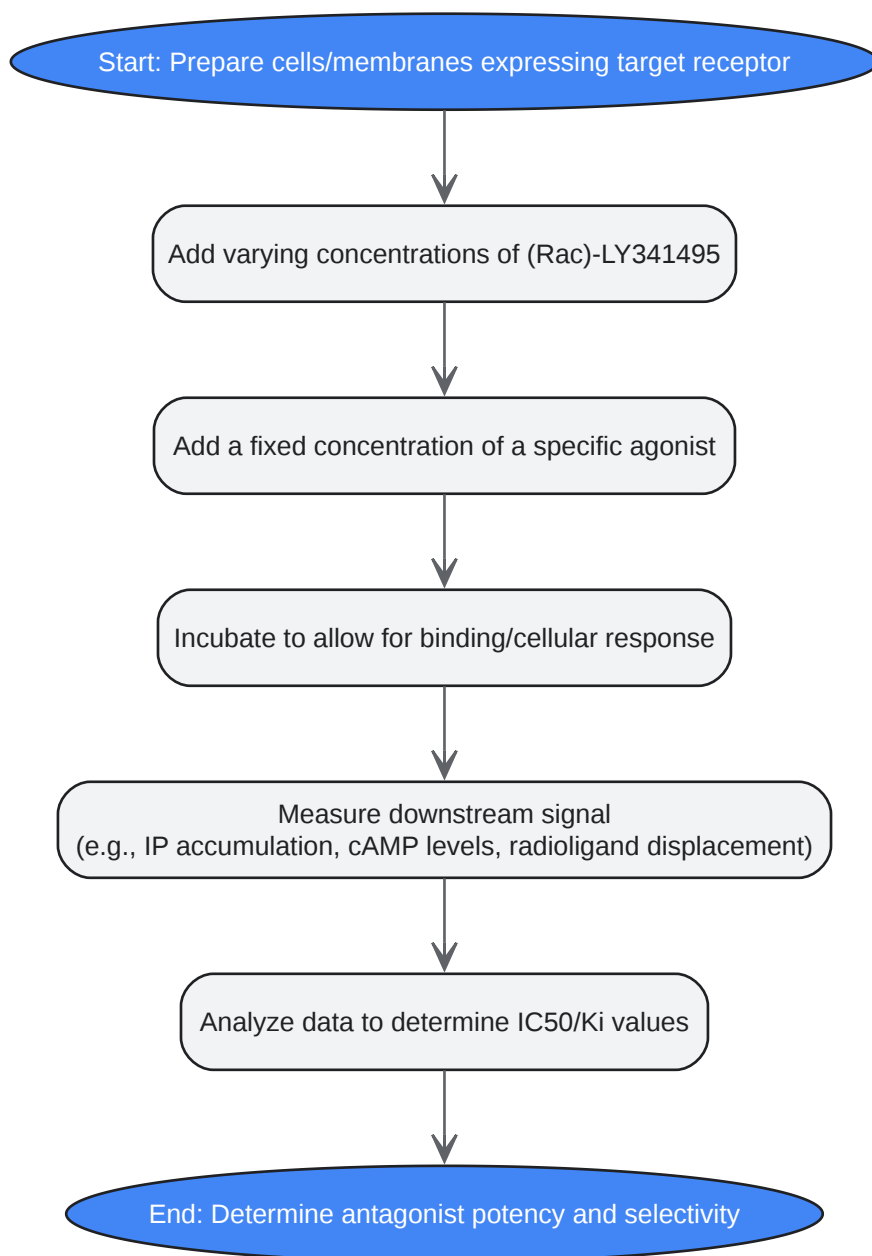 Start: Prepare cells/membranes expressing target receptor
Add varying concentrations of (Rac)-LY341495
Add a fixed concentration of a specific agonist
Incubate to allow for binding/cellular response
Measure downstream signal
(e.g., IP accumulation, cAMP levels, radioligand displacement)
Analyze data to determine IC50/Ki values
End: Determine antagonist potency and selectivity